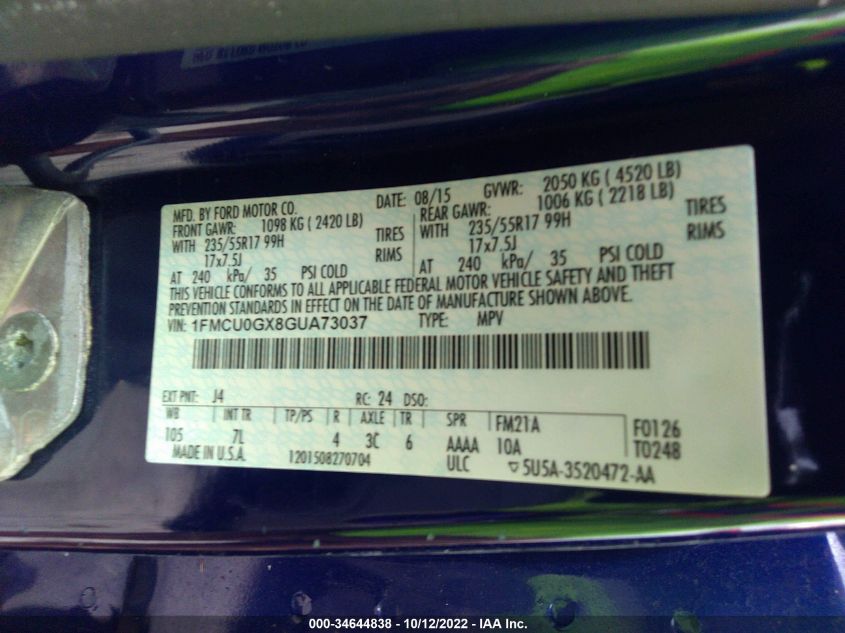 MFD. BY FORD MOTOR CO. DATE: 08/15 GVWR: 2050 KG ( 4520 LB)
FRONT GAWR: 1098 KG ( 2420 LB) REAR GAWR: 1006 KG ( 2218 LB)
WITH 235/55R17 99H TIRES WITH 235/55R17 99H TIRES
17x7.5J RIMS 17x7.5J RIMS
AT 240 kPa/ 35 PSI COLD AT 240 kPa/ 35 PSI COLD
THIS VEHICLE CONFORMS TO ALL APPLICABLE FEDERAL MOTOR VEHICLE SAFETY AND THEFT
PREVENTION STANDARDS IN EFFECT ON THE DATE OF MANUFACTURE SHOWN ABOVE.
VIN: 1FMCU0GX8GUA73037 TYPE: MPV
EXT PNT: J4 RC: 24 DSO:
WB INT TR TP/PS R AXLE TR SPR FM21A F0126
105 7L 4 3C 6 AAAA 10A T0248
MADE IN U.S.A. 1201508270704 ULC ▽5U5A-3520472-AA
000-34644838 - 10/12/2022 - IAA Inc.